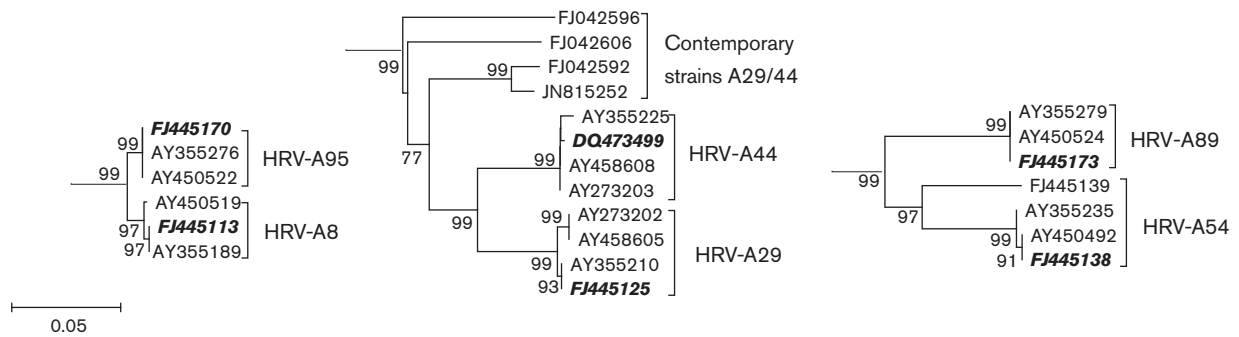 FJ445170
AY355276
AY450522
HRV-A95
99
99
AY450519
FJ445113
AY355189
HRV-A8
97
97
0.05
FJ042596
FJ042606
FJ042592
JN815252
Contemporary
strains A29/44
99
99
77
AY355225
DQ473499
AY458608
AY273203
HRV-A44
99
99
AY273202
AY458605
AY355210
FJ445125
HRV-A29
99
99
93
AY355279
AY450524
FJ445173
HRV-A89
99
99
FJ445139
AY355235
AY450492
FJ445138
HRV-A54
97
99
91